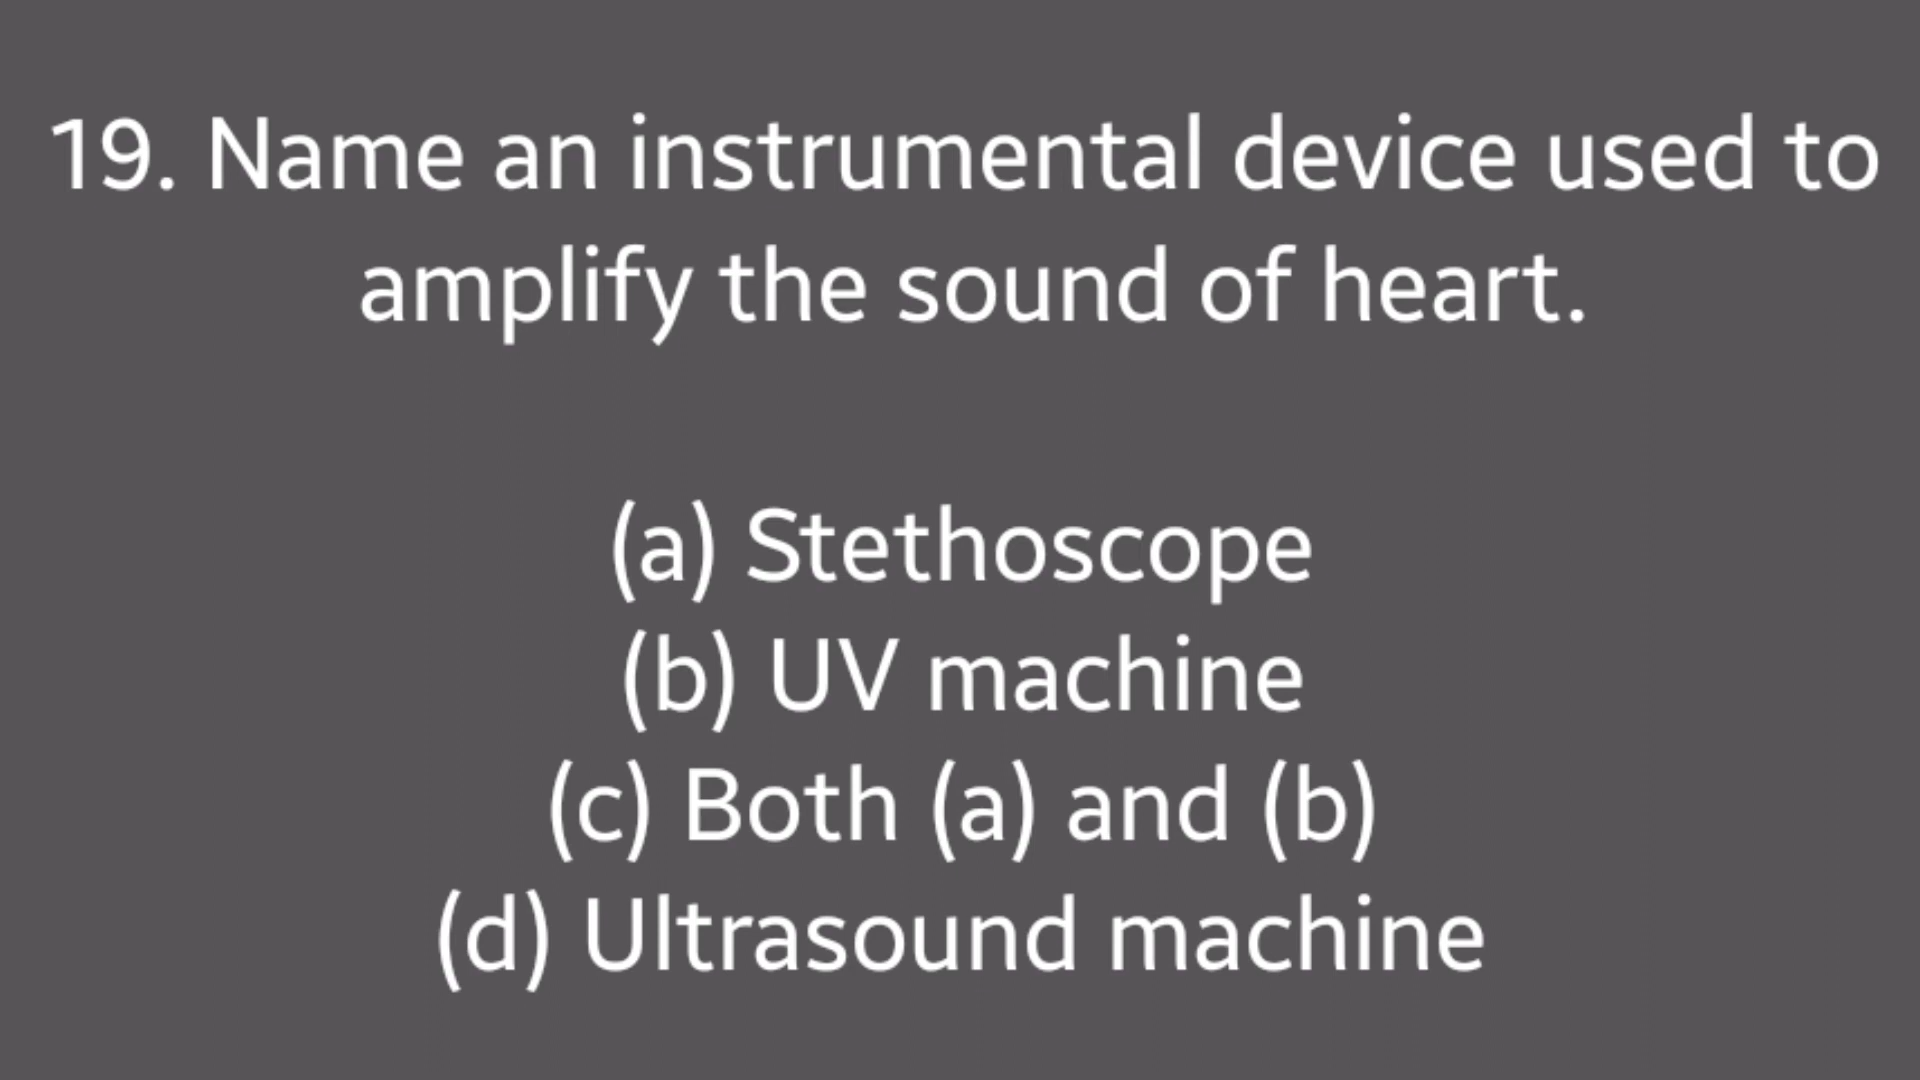 19. Name an instrumental device used to
amplify the sound of heart.
(a) Stethoscope
(b) UV machine
(c) Both (a) and (b)
(d) Ultrasound machine